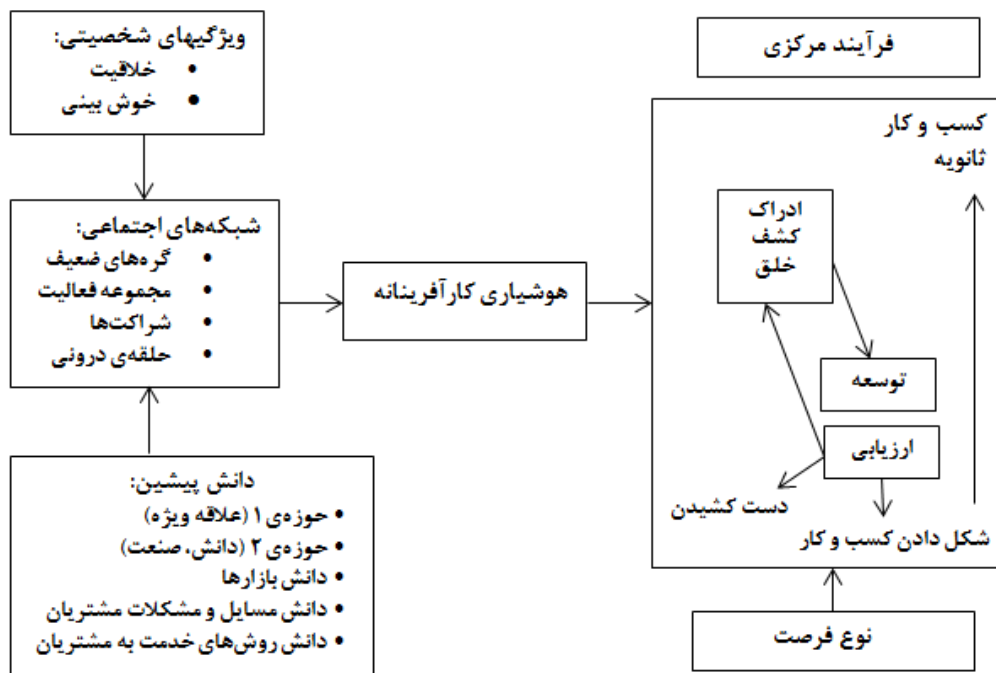 ویژگیهای شخصیتی:
• خلاقیت
• خوش بینی
شبکه‌های اجتماعی:
• گره‌های ضعیف
• مجموعه فعالیت
• شراکت‌ها
• حلقه‌ی درونی
دانش پیشین:
• حوزه‌ی ۱ (علاقه ویژه)
• حوزه‌ی ۲ (دانش، صنعت)
• دانش بازارها
• دانش مسایل و مشکلات مشتریان
• دانش روش‌های خدمت به مشتریان
هوشیاری کارآفرینانه
فرآیند مرکزی
کسب و کار
ثانویه
ادراک
کشف
خلق
توسعه
ارزیابی
دست کشیدن
شکل دادن کسب و کار
نوع فرصت